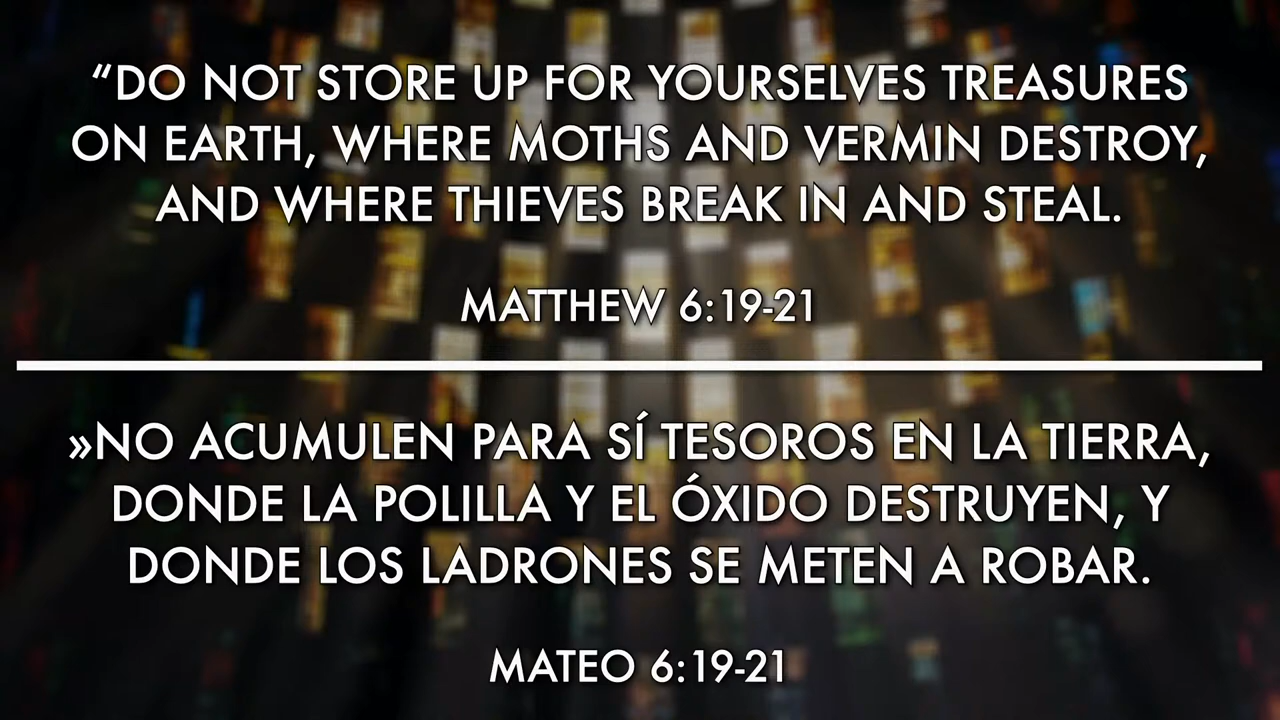 “DO NOT STORE UP FOR YOURSELVES TREASURES
ON EARTH, WHERE MOTHS AND VERMIN DESTROY,
AND WHERE THIEVES BREAK IN AND STEAL.
MATTHEW 6:19-21
»NO ACUMULEN PARA SÍ TESOROS EN LA TIERRA,
DONDE LA POLILLA Y EL ÓXIDO DESTRUYEN, Y
DONDE LOS LADRONES SE METEN A ROBAR.
MATEO 6:19-21